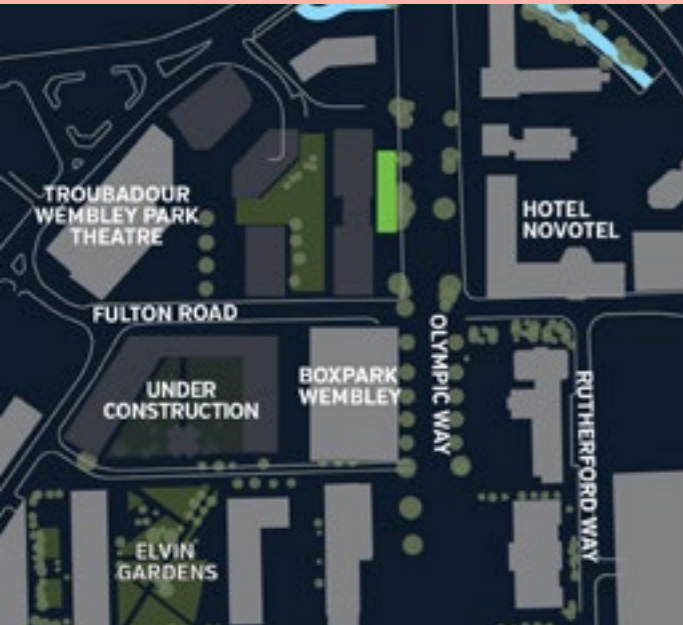 TROUBADOUR
WEMBLEY PARK
THEATRE
HOTEL
NOVOTEL
FULTON ROAD
OLYMPIC WAY
BOXPARK
WEMBLEY
UNDER
CONSTRUCTION
RUTHERFORD WAY
ELVIN
GARDENS